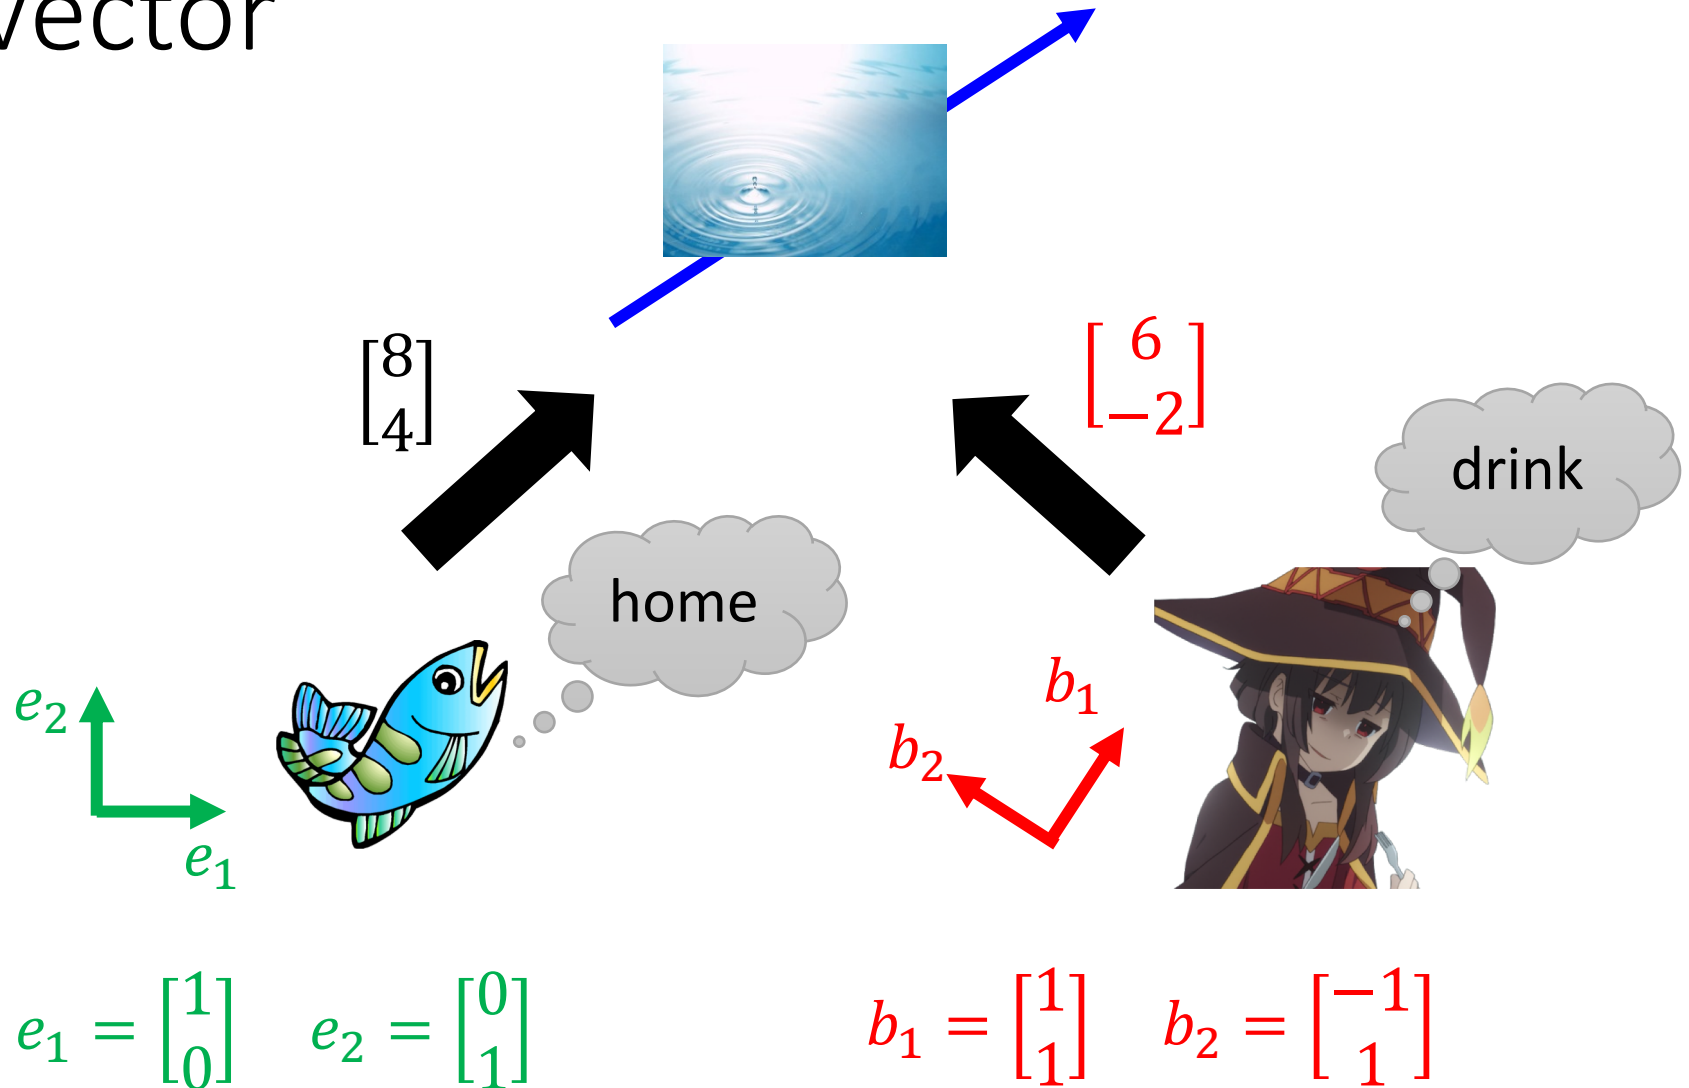 vector
[8
4]
[6
−2]
drink
home
e₂
e₁
b₁
b₂
e₁ = [1
0] e₂ = [0
1]
b₁ = [1
1] b₂ = [−1
1]